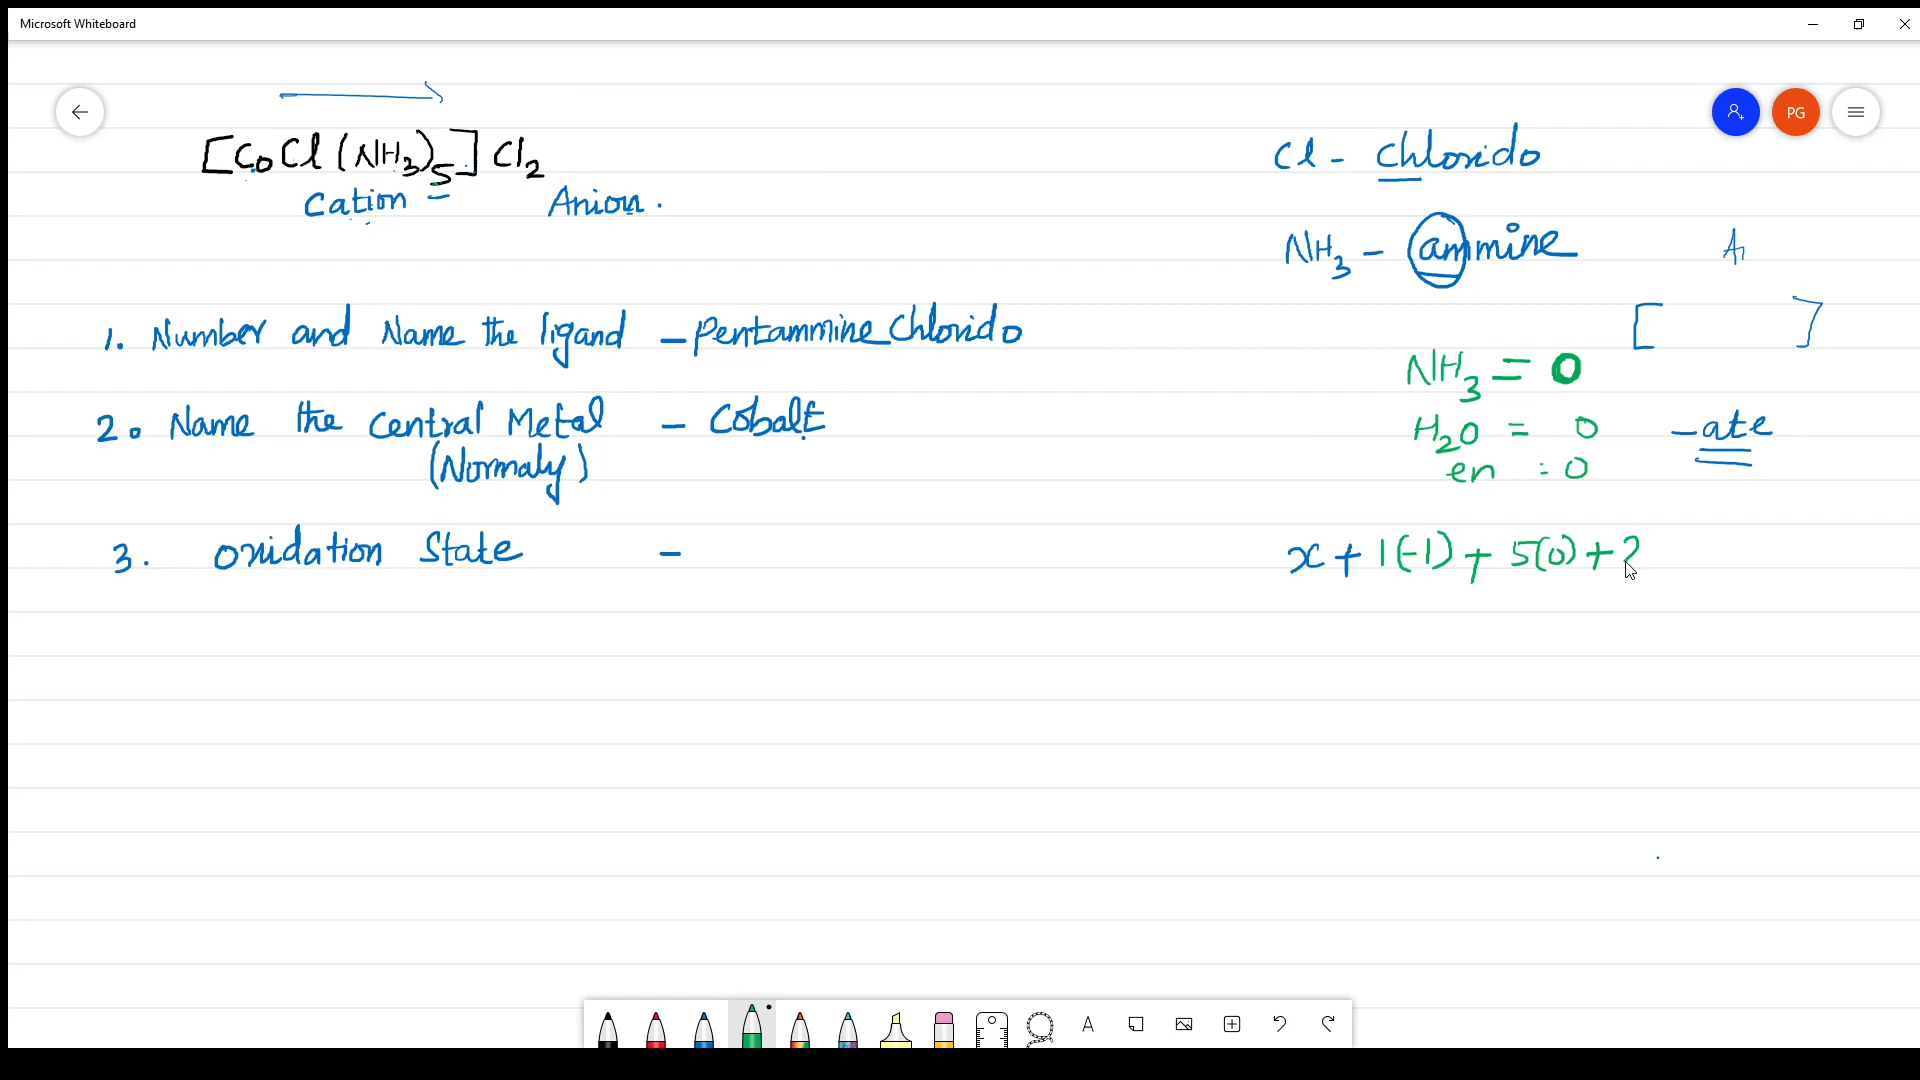 Microsoft Whiteboard
PG
[CoCl(NH3)5]Cl2
Cation
Anion.
Cl - Chlorido
NH3 - ammine
[ ]
1. Number and Name the ligand - pentammine chlorido
NH3 = 0
2. Name the Central Metal - Cobalt
(Normaly)
H2O = 0
-ate
en = 0
3. oxidation State -
x + 1(-1) + 5(0) + 2
A